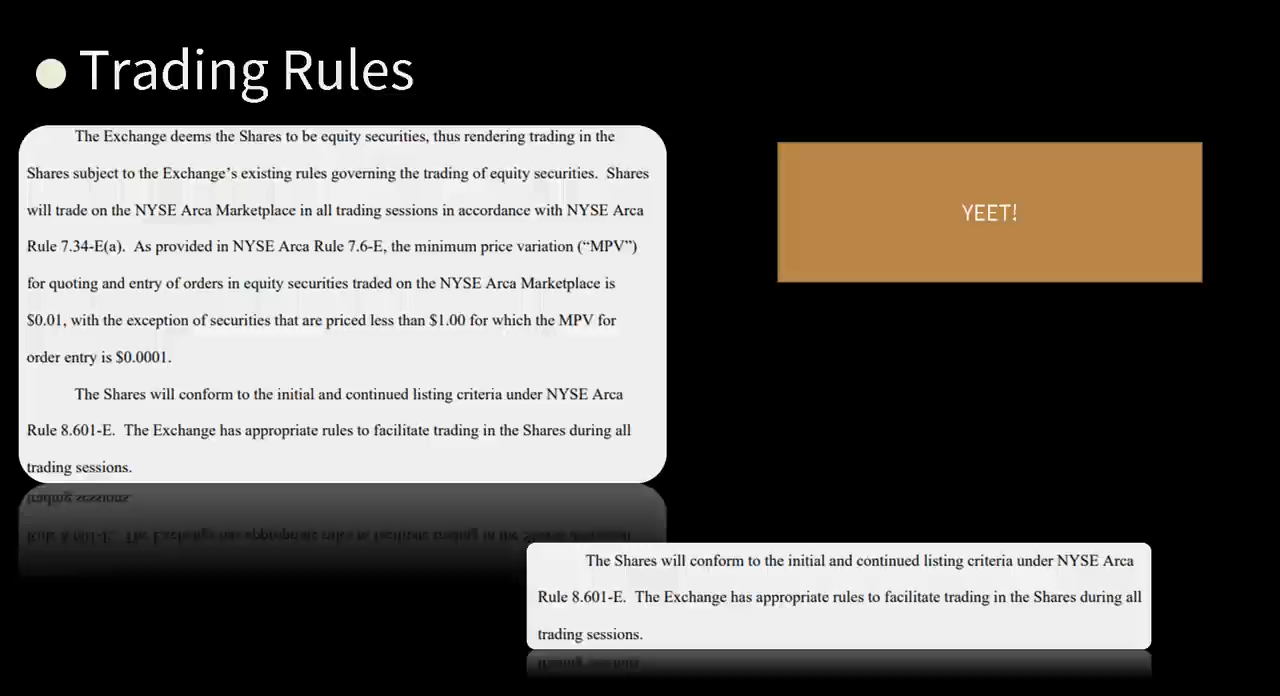 Trading Rules
The Exchange deems the Shares to be equity securities, thus rendering trading in the
Shares subject to the Exchange's existing rules governing the trading of equity securities.  Shares
will trade on the NYSE Arca Marketplace in all trading sessions in accordance with NYSE Arca
Rule 7.34-E(a).  As provided in NYSE Arca Rule 7.6-E, the minimum price variation (“MPV”)
for quoting and entry of orders in equity securities traded on the NYSE Arca Marketplace is
$0.01, with the exception of securities that are priced less than $1.00 for which the MPV for
order entry is $0.0001.
The Shares will conform to the initial and continued listing criteria under NYSE Arca
Rule 8.601-E.  The Exchange has appropriate rules to facilitate trading in the Shares during all
trading sessions.
YEET!
The Shares will conform to the initial and continued listing criteria under NYSE Arca
Rule 8.601-E.  The Exchange has appropriate rules to facilitate trading in the Shares during all
trading sessions.